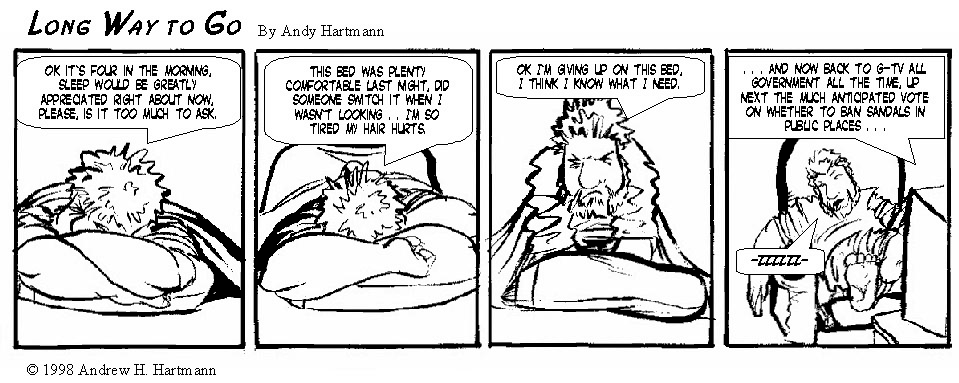 LONG WAY TO GO By Andy Hartmann
OK IT'S FOUR IN THE MORNING,
SLEEP WOULD BE GREATLY
APPRECIATED RIGHT ABOUT NOW,
PLEASE, IS IT TOO MUCH TO ASK.
THIS BED WAS PLENTY
COMFORTABLE LAST NIGHT, DID
SOMEONE SWITCH IT WHEN I
WASN'T LOOKING . . I'M SO
TIRED MY HAIR HURTS.
OK I'M GIVING UP ON THIS BED,
I THINK I KNOW WHAT I NEED.
. . . AND NOW BACK TO G-TV ALL
GOVERNMENT ALL THE TIME, UP
NEXT THE MUCH ANTICIPATED VOTE
ON WHETHER TO BAN SANDALS IN
PUBLIC PLACES . . .
-ZZZZZZ-
© 1998 Andrew H. Hartmann